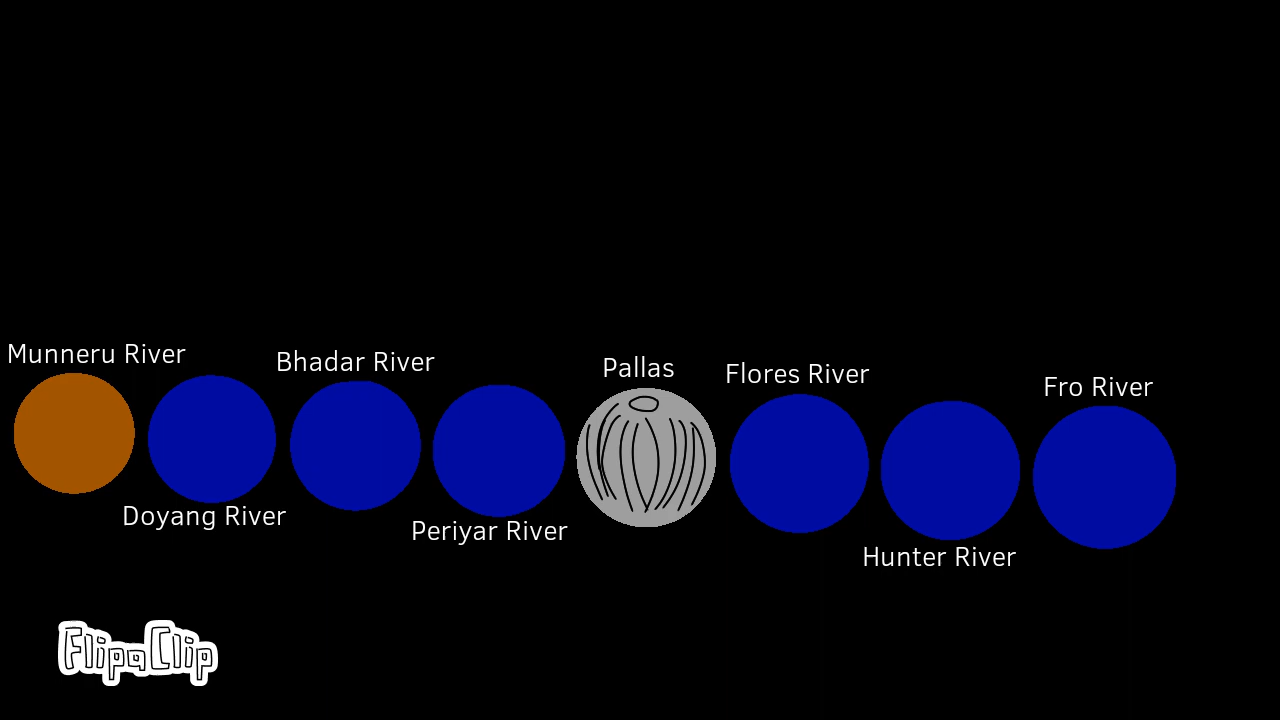 Munneru River
Doyang River
Bhadar River
Periyar River
Pallas
Flores River
Hunter River
Fro River
FlipaClip